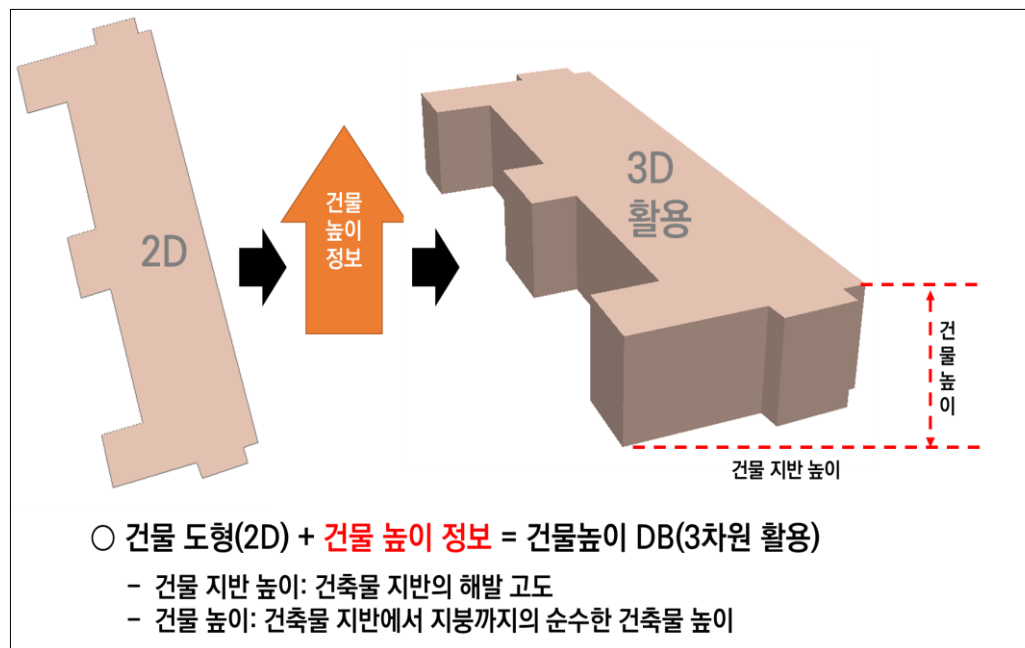 2D
건물
높이
정보
3D
활용
건물높이
건물 지반 높이
○ 건물 도형(2D) + 건물 높이 정보 = 건물높이 DB(3차원 활용)
- 건물 지반 높이: 건축물 지반의 해발 고도
- 건물 높이: 건축물 지반에서 지붕까지의 순수한 건축물 높이